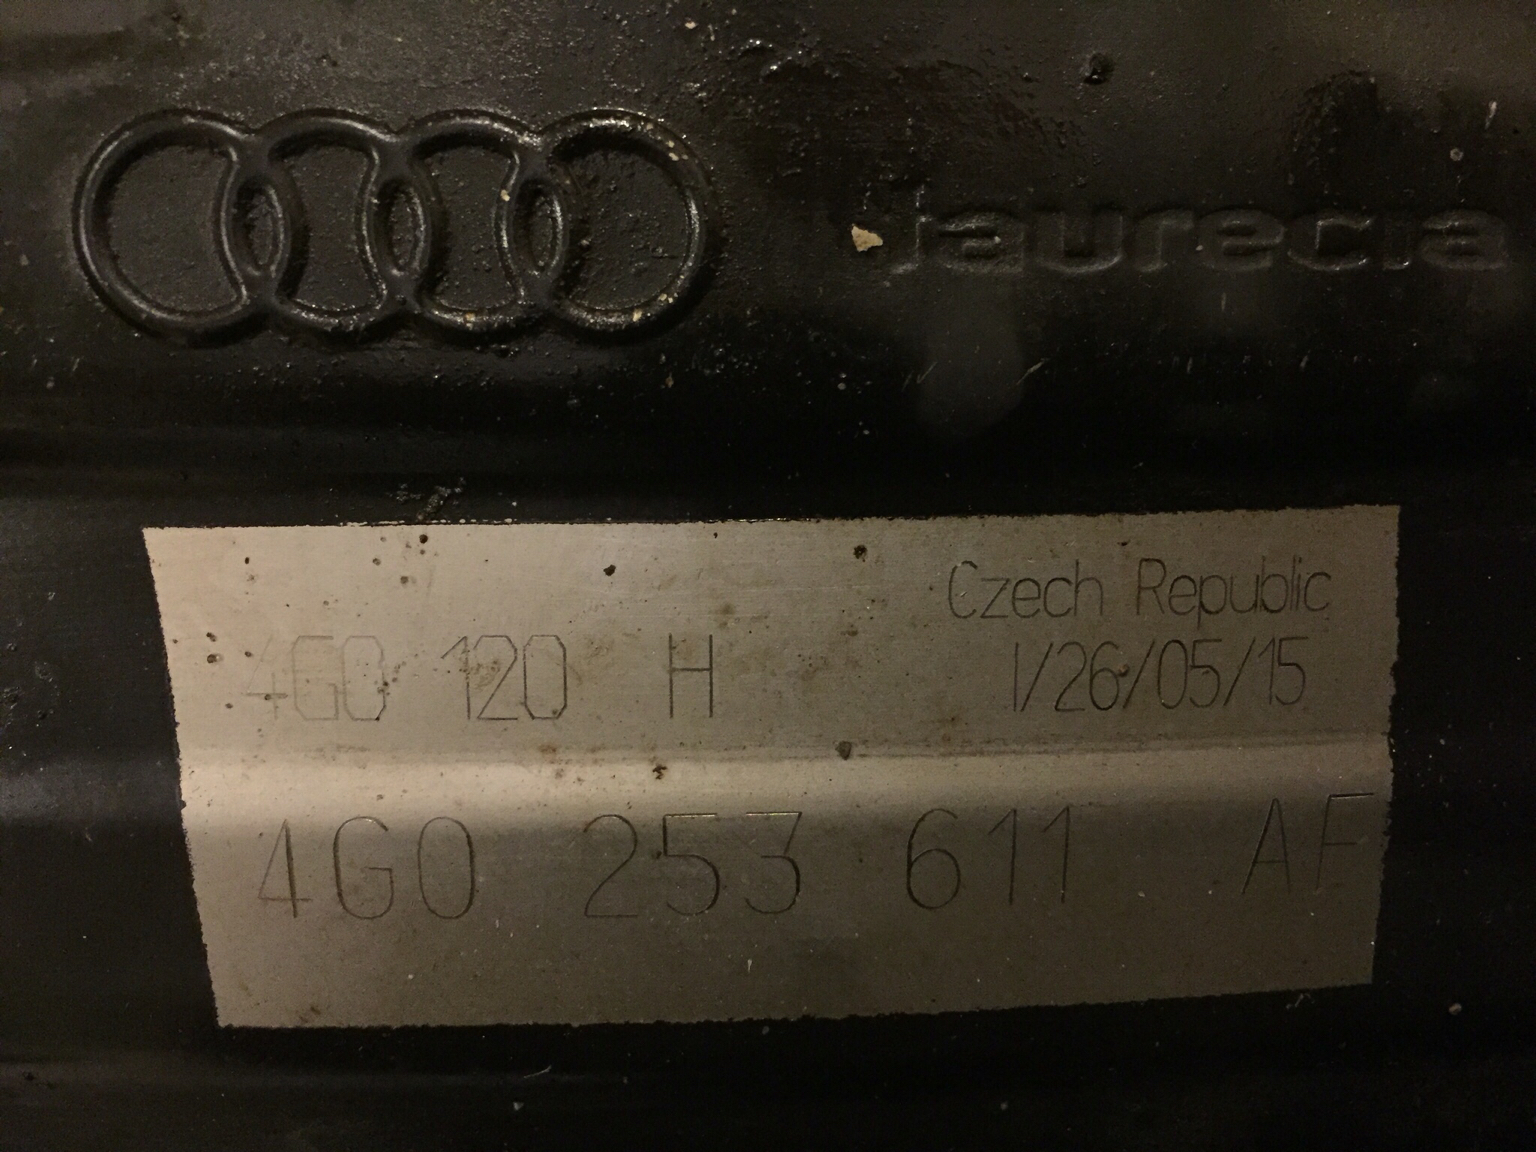 faurecia
Czech Republic
4G0 120 H 1/26/05/15
4G0 253 611 AF